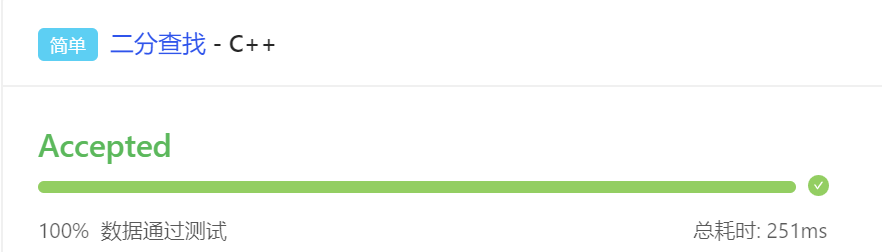 简单 二分查找 - C++
Accepted
100% 数据通过测试 总耗时: 251ms